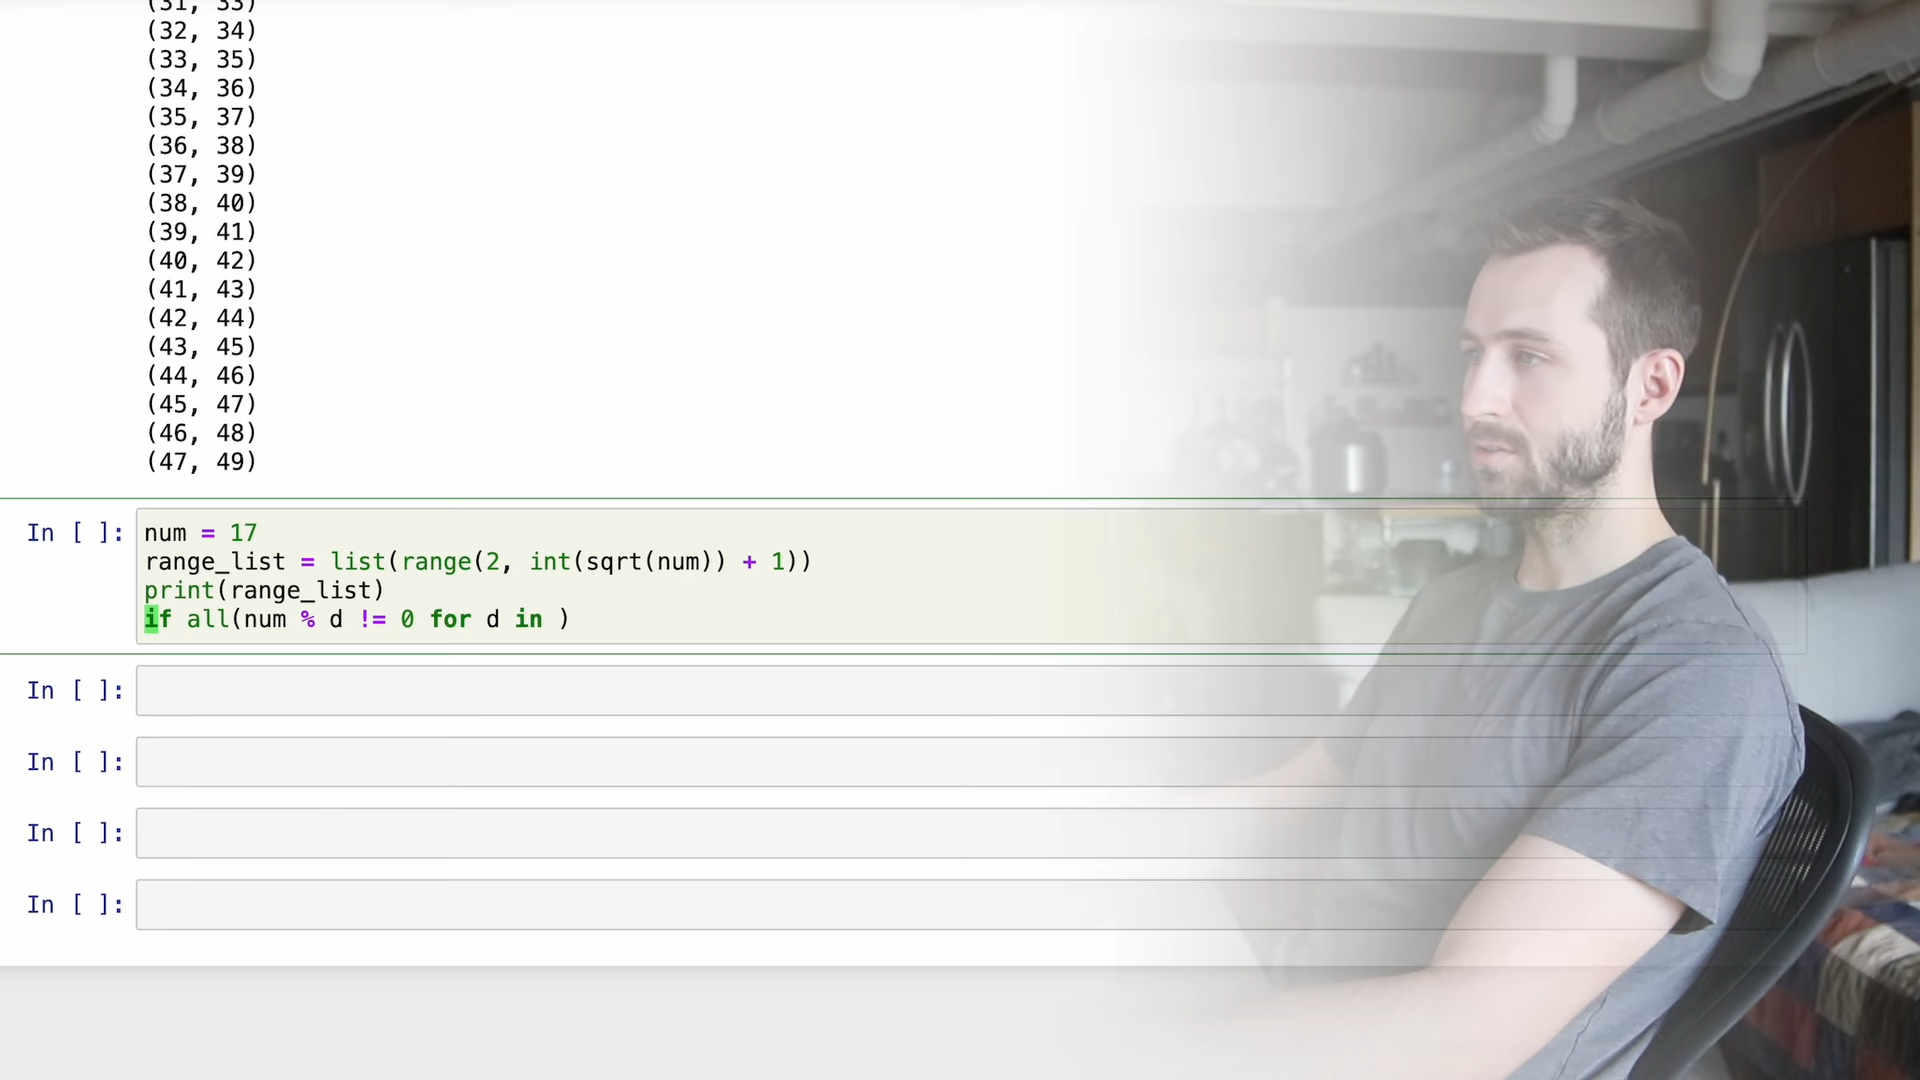 (31, 33)
(32, 34)
(33, 35)
(34, 36)
(35, 37)
(36, 38)
(37, 39)
(38, 40)
(39, 41)
(40, 42)
(41, 43)
(42, 44)
(43, 45)
(44, 46)
(45, 47)
(46, 48)
(47, 49)
In [ ]: num = 17
range_list = list(range(2, int(sqrt(num)) + 1))
print(range_list)
if all(num % d != 0 for d in )
In [ ]:
In [ ]:
In [ ]:
In [ ]: